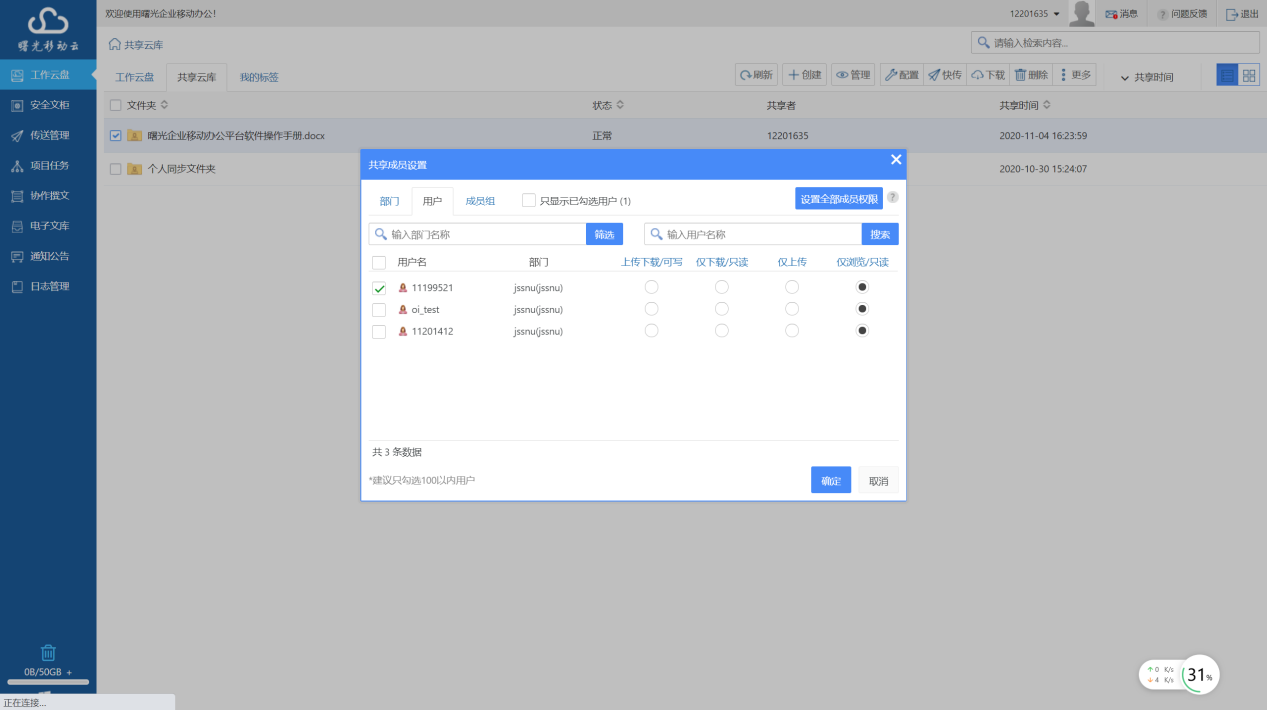 欢迎使用曙光企业移动办公!
12201635
消息
问题反馈
退出
曙光移动云
共享云库
请输入检索内容...
工作云盘
安全文柜
传送管理
项目任务
协作撰文
电子文库
通知公告
日志管理
工作云盘
共享云库
我的标签
刷新
创建
管理
配置
快传
下载
删除
更多
共享时间
文件夹
状态
共享者
共享时间
曙光企业移动办公平台软件操作手册.docx
正常
12201635
2020-11-04 16:23:59
个人同步文件夹
2020-10-30 15:24:07
共享成员设置
部门
用户
成员组
只显示已勾选用户 (1)
设置全部成员权限
?
输入部门名称
筛选
输入用户名称
搜索
用户名
部门
上传下载/可写
仅下载/只读
仅上传
仅浏览/只读
11199521
jssnu(jssnu)
oi_test
jssnu(jssnu)
11201412
jssnu(jssnu)
共 3 条数据
*建议只勾选100以内用户
确定
取消
0B/50GB +
正在连接...
0 K/s
4 K/s
31%